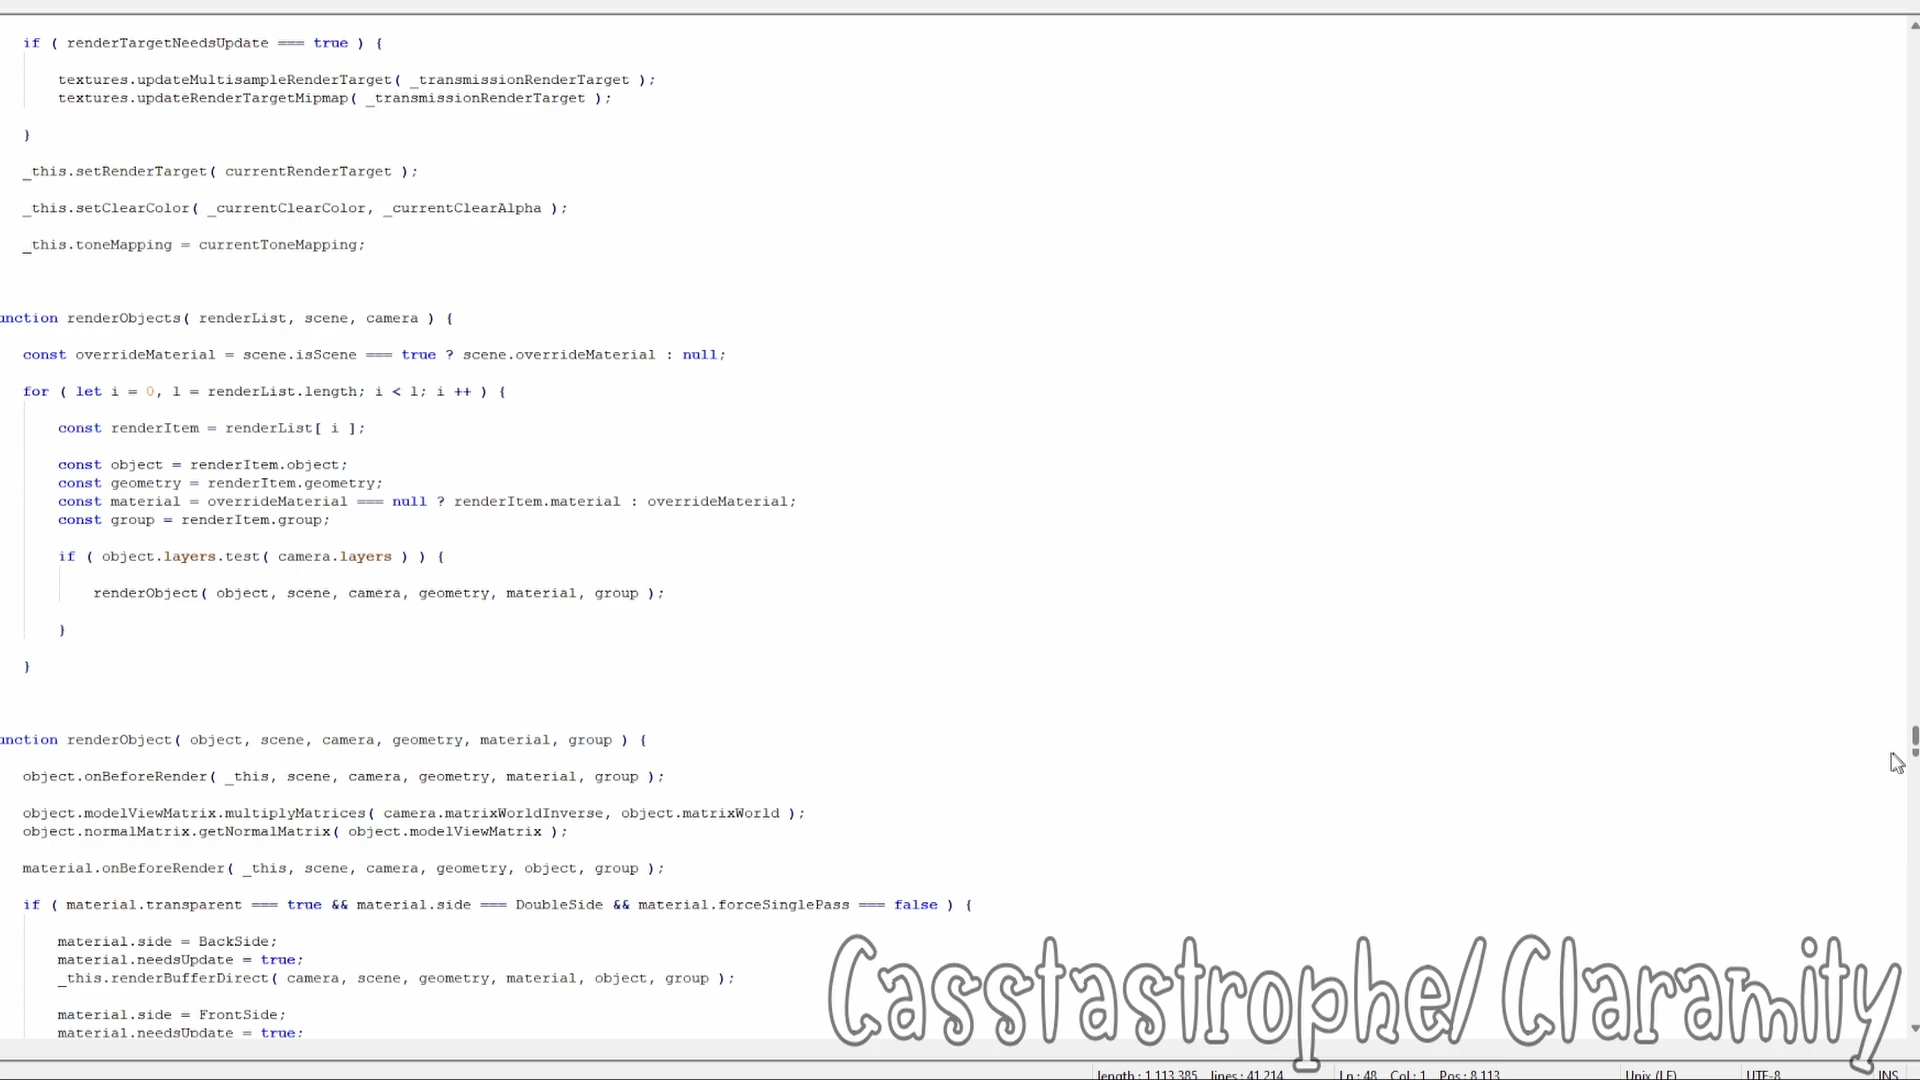 if ( renderTargetNeedsUpdate === true ) {
textures.updateMultisampleRenderTarget( _transmissionRenderTarget );
textures.updateRenderTargetMipmap( _transmissionRenderTarget );
}
_this.setRenderTarget( currentRenderTarget );
_this.setClearColor( _currentClearColor, _currentClearAlpha );
_this.toneMapping = currentToneMapping;
unction renderObjects( renderList, scene, camera ) {
const overrideMaterial = scene.isScene === true ? scene.overrideMaterial : null;
for ( let i = 0, l = renderList.length; i < l; i ++ ) {
const renderItem = renderList[ i ];
const object = renderItem.object;
const geometry = renderItem.geometry;
const material = overrideMaterial === null ? renderItem.material : overrideMaterial;
const group = renderItem.group;
if ( object.layers.test( camera.layers ) ) {
renderObject( object, scene, camera, geometry, material, group );
}
}
unction renderObject( object, scene, camera, geometry, material, group ) {
object.onBeforeRender( _this, scene, camera, geometry, material, group );
object.modelViewMatrix.multiplyMatrices( camera.matrixWorldInverse, object.matrixWorld );
object.normalMatrix.getNormalMatrix( object.modelViewMatrix );
material.onBeforeRender( _this, scene, camera, geometry, object, group );
if ( material.transparent === true && material.side === DoubleSide && material.forceSinglePass === false ) {
material.side = BackSide;
material.needsUpdate = true;
_this.renderBufferDirect( camera, scene, geometry, material, object, group );
material.side = FrontSide;
material.needsUpdate = true;
Casstastrophe/ Claramity
length : 1,113,385 lines : 41,214 Ln : 48 Col : 1 Pos : 8,113 Unix (LF) UTF-8 INS